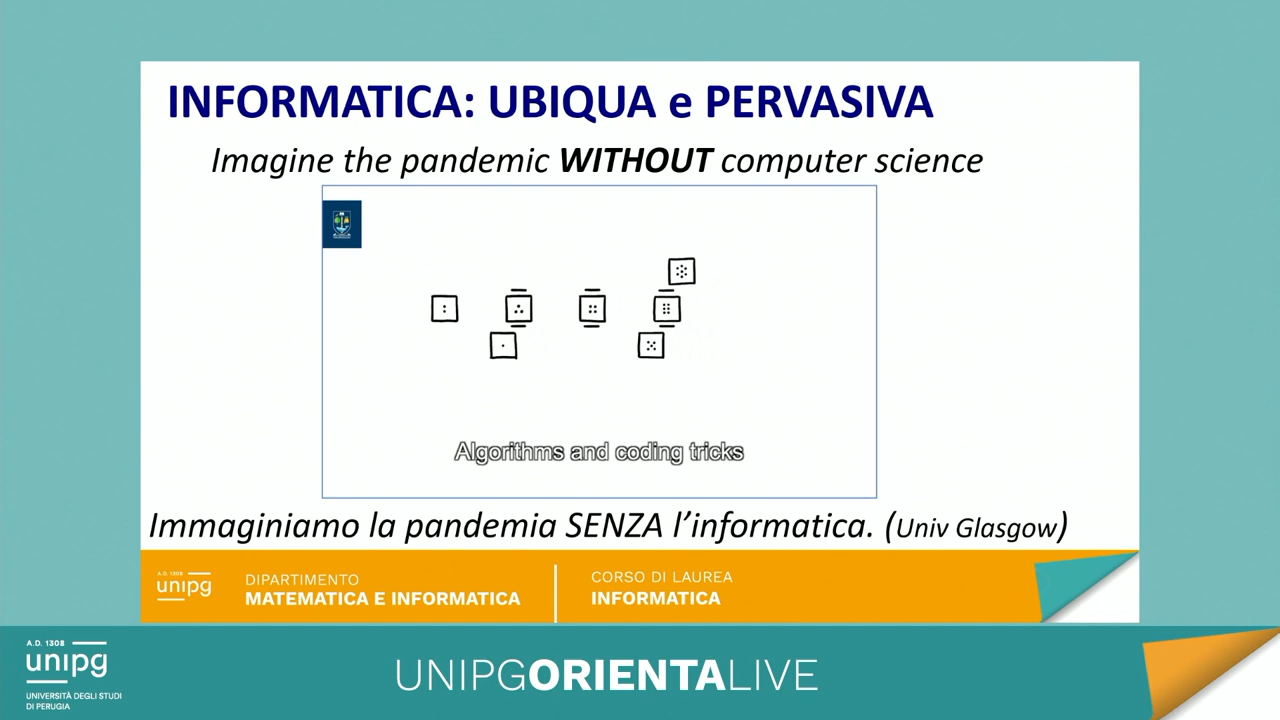 INFORMATICA: UBIQUA e PERVASIVA
Imagine the pandemic WITHOUT computer science
Algorithms and coding tricks
Immaginiamo la pandemia SENZA l’informatica. (Univ Glasgow)
A.D. 1308
unipg
DIPARTIMENTO
MATEMATICA E INFORMATICA
CORSO DI LAUREA
INFORMATICA
A.D. 1308
unipg
UNIVERSITÀ DEGLI STUDI
DI PERUGIA
UNIPGORIENTALIVE